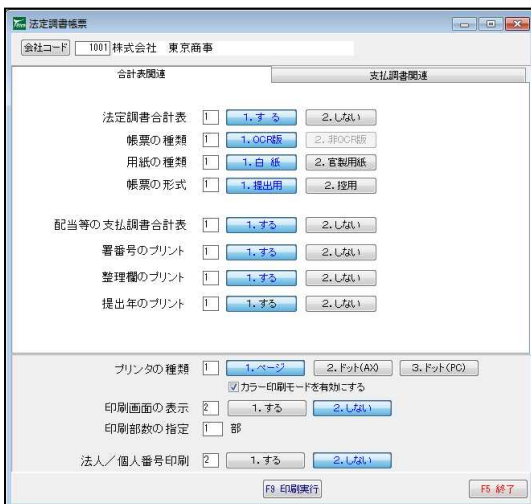 法定調書帳票
会社コード 1001 株式会社 東京商事
合計表関連 支払調書関連
法定調書合計表 1 1.する 2.しない
帳票の種類 1 1.OCR版 2.非OCR版
用紙の種類 1 1.白 紙 2.官製用紙
帳票の形式 1 1.提出用 2.控用
配当等の支払調書合計表 1 1.する 2.しない
署番号のプリント 1 1.する 2.しない
整理欄のプリント 1 1.する 2.しない
提出年のプリント 1 1.する 2.しない
プリンタの種類 1 1.ページ 2.ドット(AX) 3.ドット(PC)
カラー印刷モードを有効にする
印刷画面の表示 2 1.する 2.しない
印刷部数の指定 1 部
法人/個人番号印刷 2 1.する 2.しない
F9 印刷実行 F5 終了